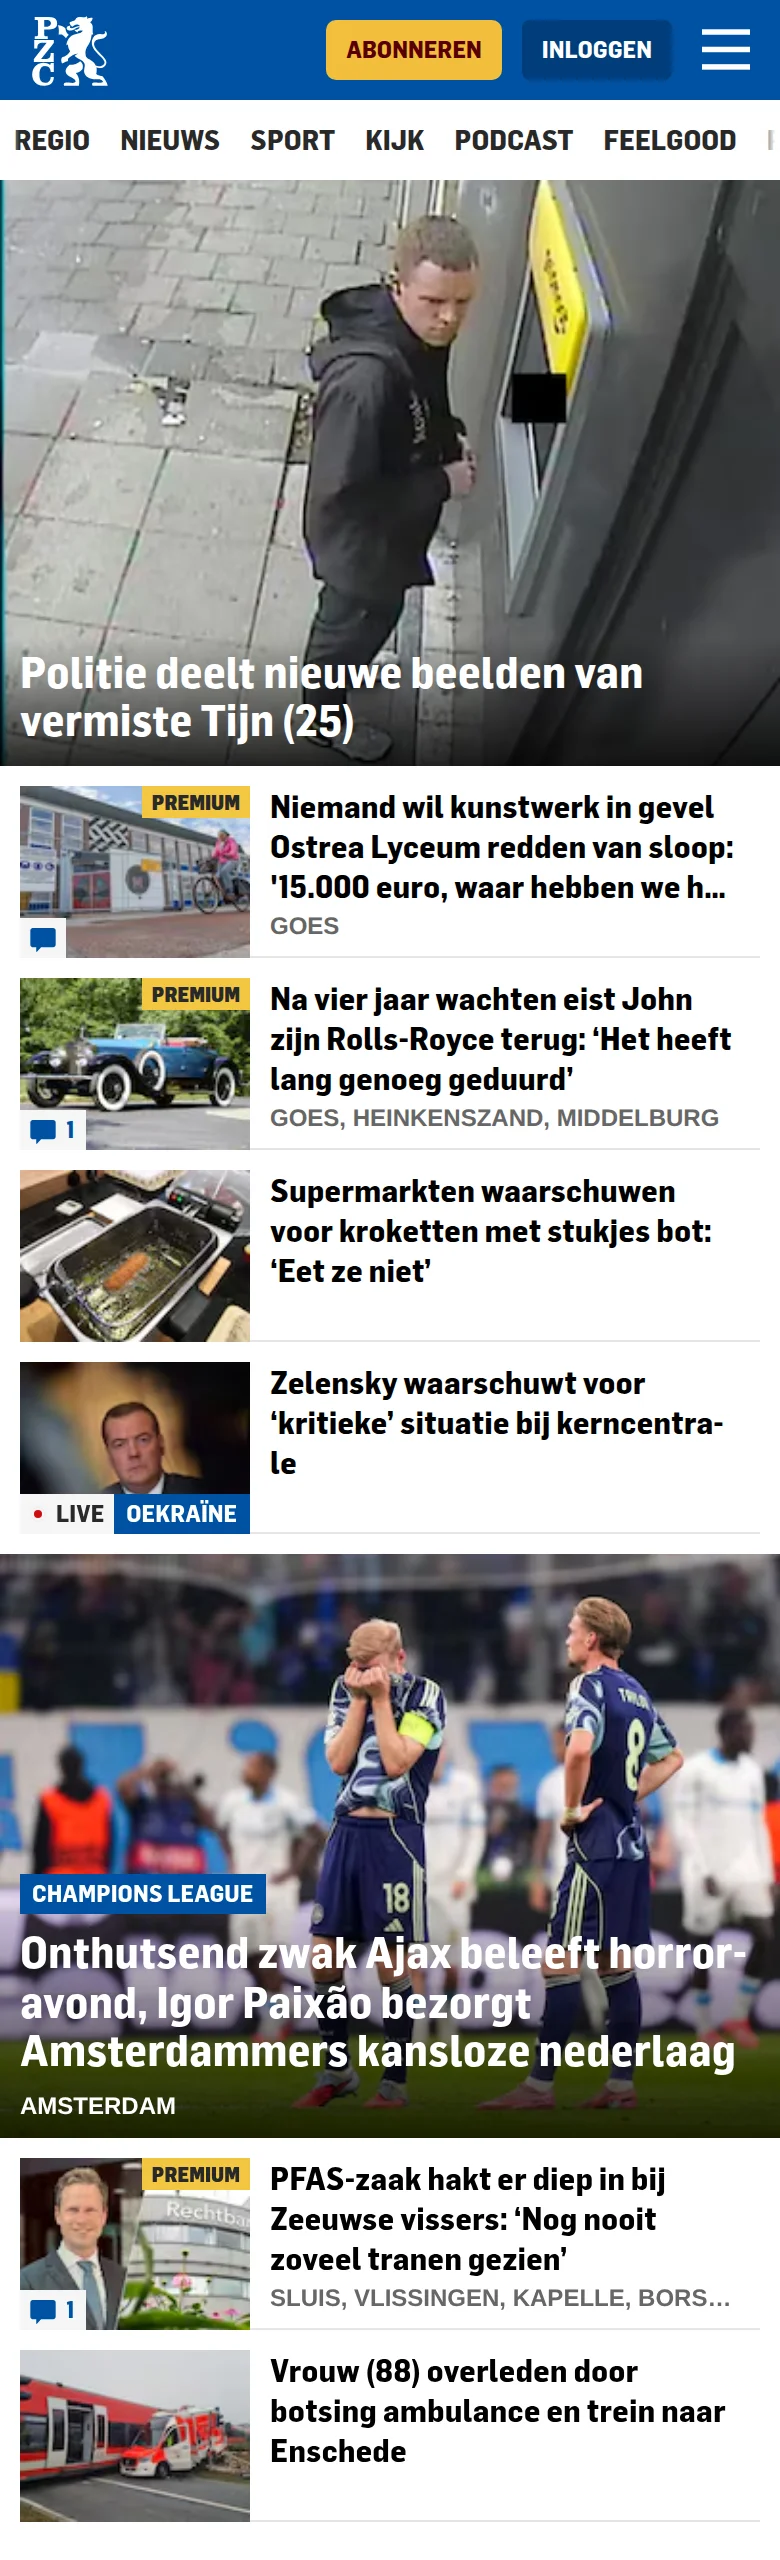 PZC
ABONNEREN
INLOGGEN
REGIO NIEUWS SPORT KIJK PODCAST FEELGOOD
Politie deelt nieuwe beelden van
vermiste Tijn (25)
PREMIUM
Niemand wil kunstwerk in gevel
Ostrea Lyceum redden van sloop:
'15.000 euro, waar hebben we h...
GOES
PREMIUM
1
Na vier jaar wachten eist John
zijn Rolls-Royce terug: ‘Het heeft
lang genoeg geduurd’
GOES, HEINKENSZAND, MIDDELBURG
Supermarkten waarschuwen
voor kroketten met stukjes bot:
‘Eet ze niet’
LIVE OEKRAÏNE
Zelensky waarschuwt voor
‘kritieke’ situatie bij kerncentra-
le
8
18
CHAMPIONS LEAGUE
Onthutsend zwak Ajax beleeft horror-
avond, Igor Paixão bezorgt
Amsterdammers kansloze nederlaag
AMSTERDAM
PREMIUM
1
PFAS-zaak hakt er diep in bij
Zeeuwse vissers: ‘Nog nooit
zoveel tranen gezien’
SLUIS, VLISSINGEN, KAPELLE, BORS...
Vrouw (88) overleden door
botsing ambulance en trein naar
Enschede